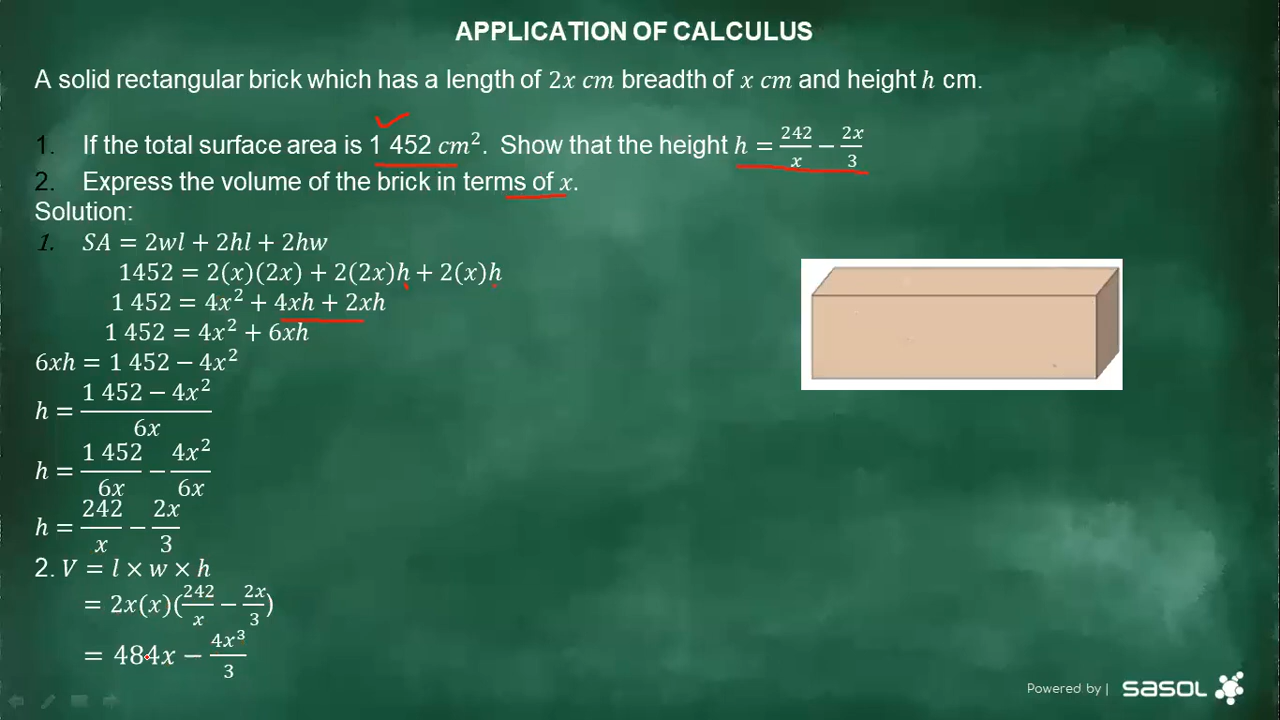 APPLICATION OF CALCULUS
A solid rectangular brick which has a length of 2x cm breadth of x cm and height h cm.
1. If the total surface area is 1 452 cm². Show that the height h = 242/x − 2x/3
2. Express the volume of the brick in terms of x.
Solution:
1. SA = 2wl + 2hl + 2hw
1452 = 2(x)(2x) + 2(2x)h + 2(x)h
1 452 = 4x² + 4xh + 2xh
1 452 = 4x² + 6xh
6xh = 1 452 − 4x²
h = (1 452 − 4x²)/6x
h = 1 452/6x − 4x²/6x
h = 242/x − 2x/3
2. V = l × w × h
= 2x(x)(242/x − 2x/3)
= 484x − 4x³/3
Powered by | sasol